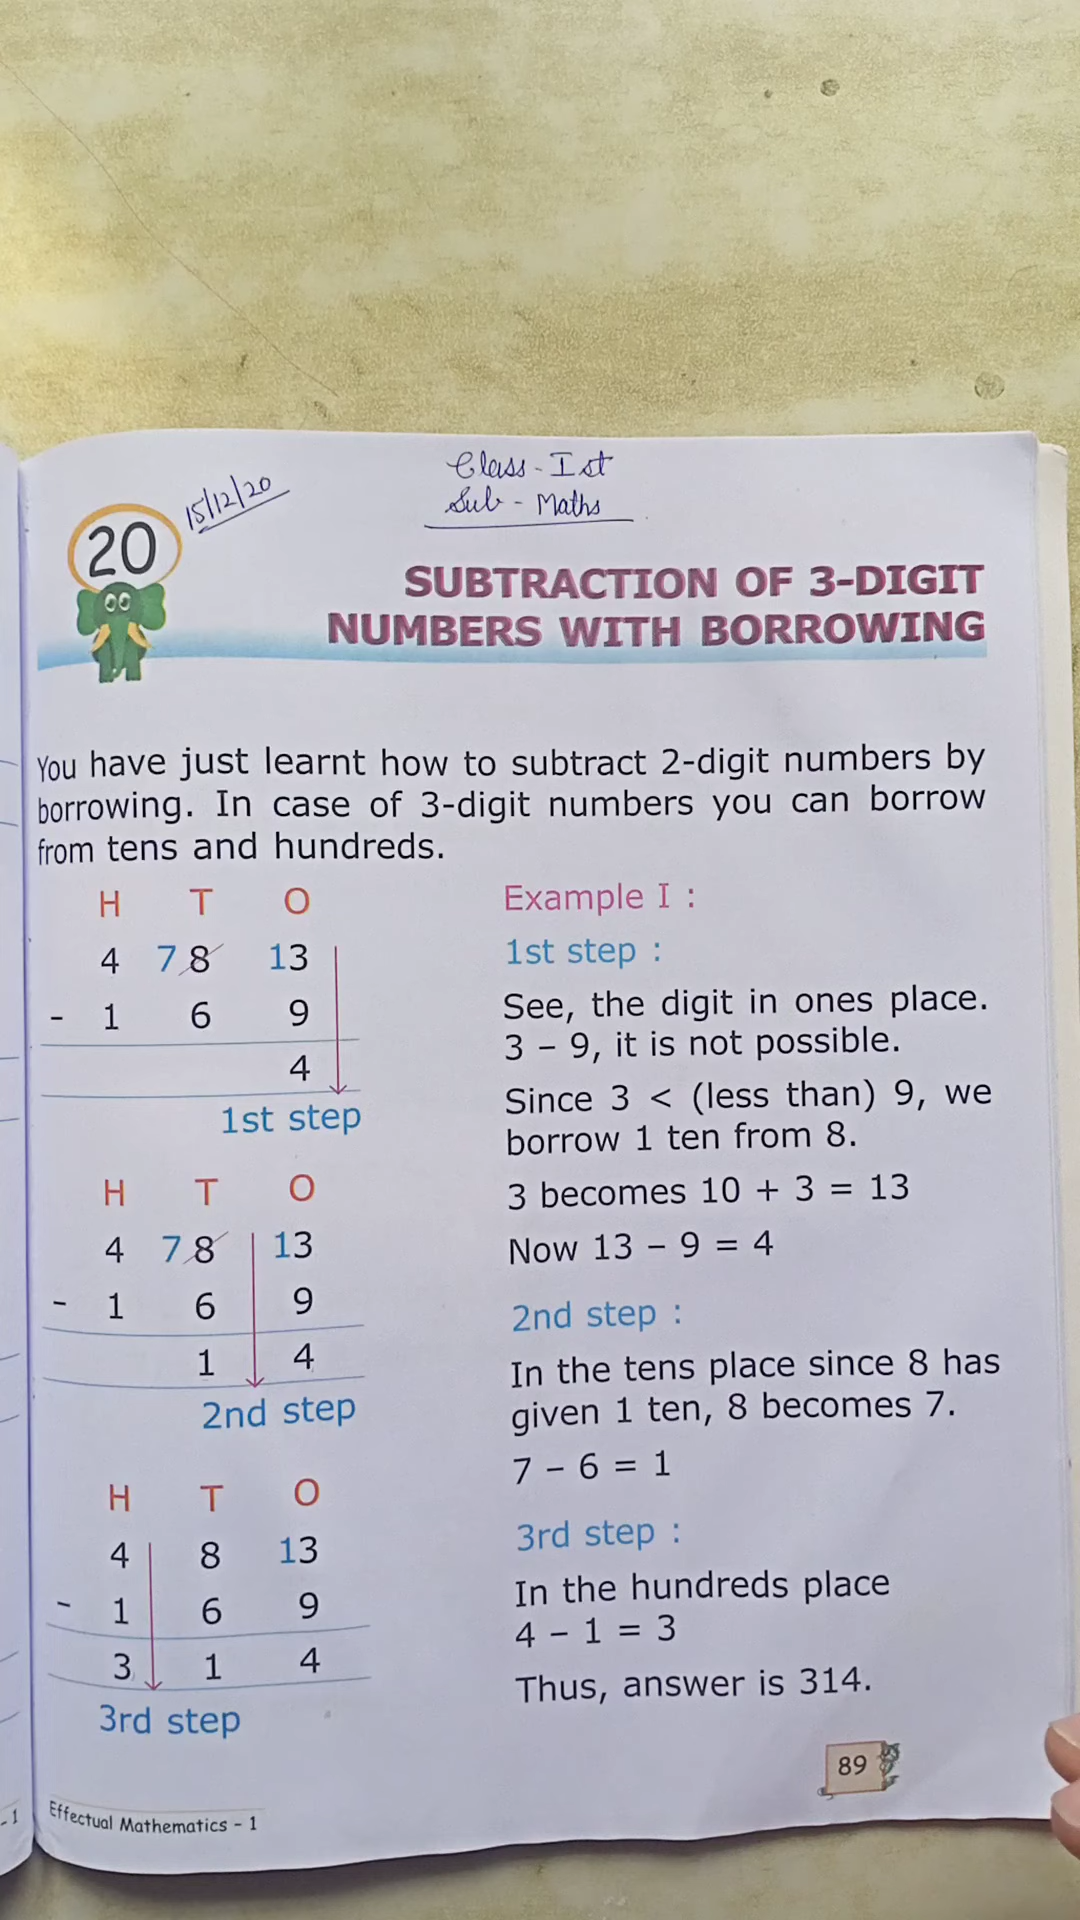 Class - Ist
15/12/20
Sub - Maths
20
SUBTRACTION OF 3-DIGIT
NUMBERS WITH BORROWING
You have just learnt how to subtract 2-digit numbers by
borrowing. In case of 3-digit numbers you can borrow
from tens and hundreds.
H T O
4 7 8 13
- 1 6 9
4
1st step
H T O
4 7 8 13
- 1 6 9
1 4
2nd step
H T O
4 8 13
- 1 6 9
3 1 4
3rd step
Example I :
1st step :
See, the digit in ones place.
3 – 9, it is not possible.
Since 3 < (less than) 9, we
borrow 1 ten from 8.
3 becomes 10 + 3 = 13
Now 13 – 9 = 4
2nd step :
In the tens place since 8 has
given 1 ten, 8 becomes 7.
7 – 6 = 1
3rd step :
In the hundreds place
4 – 1 = 3
Thus, answer is 314.
89
Effectual Mathematics - 1
- 1